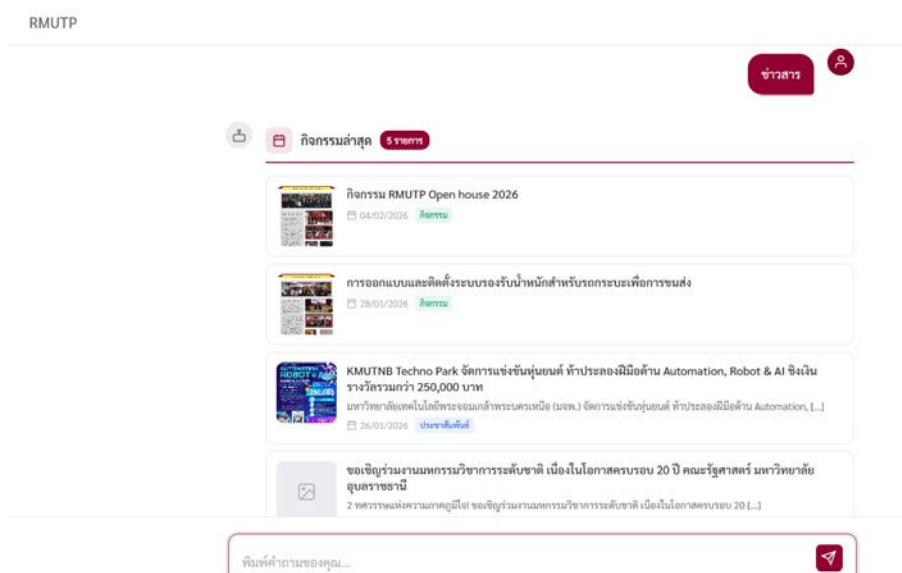 RMUTP
ข่าวสาร
กิจกรรมล่าสุด 5 รายการ
กิจกรรม RMUTP Open house 2026
04/02/2026 กิจกรรม
การออกแบบและติดตั้งระบบรองรับน้ำหนักสำหรับรถกระบะเพื่อการขนส่ง
28/01/2026 กิจกรรม
KMUTNB Techno Park จัดการแข่งขันหุ่นยนต์ ท้าประลองฝีมือด้าน Automation, Robot & AI ชิงเงิน
รางวัลรวมกว่า 250,000 บาท
มหาวิทยาลัยเทคโนโลยีพระจอมเกล้าพระนครเหนือ (มจพ.) จัดการแข่งขันหุ่นยนต์ ท้าประลองฝีมือด้าน Automation, [...]
26/01/2026 ประชาสัมพันธ์
ขอเชิญร่วมงานมหกรรมวิชาการระดับชาติ เนื่องในโอกาสครบรอบ 20 ปี คณะรัฐศาสตร์ มหาวิทยาลัย
อุบลราชธานี
2 ทศวรรษแห่งความภาคภูมิใจ! ขอเชิญร่วมงานมหกรรมวิชาการระดับชาติ เนื่องในโอกาสครบรอบ 20 [...]
พิมพ์คำถามของคุณ...